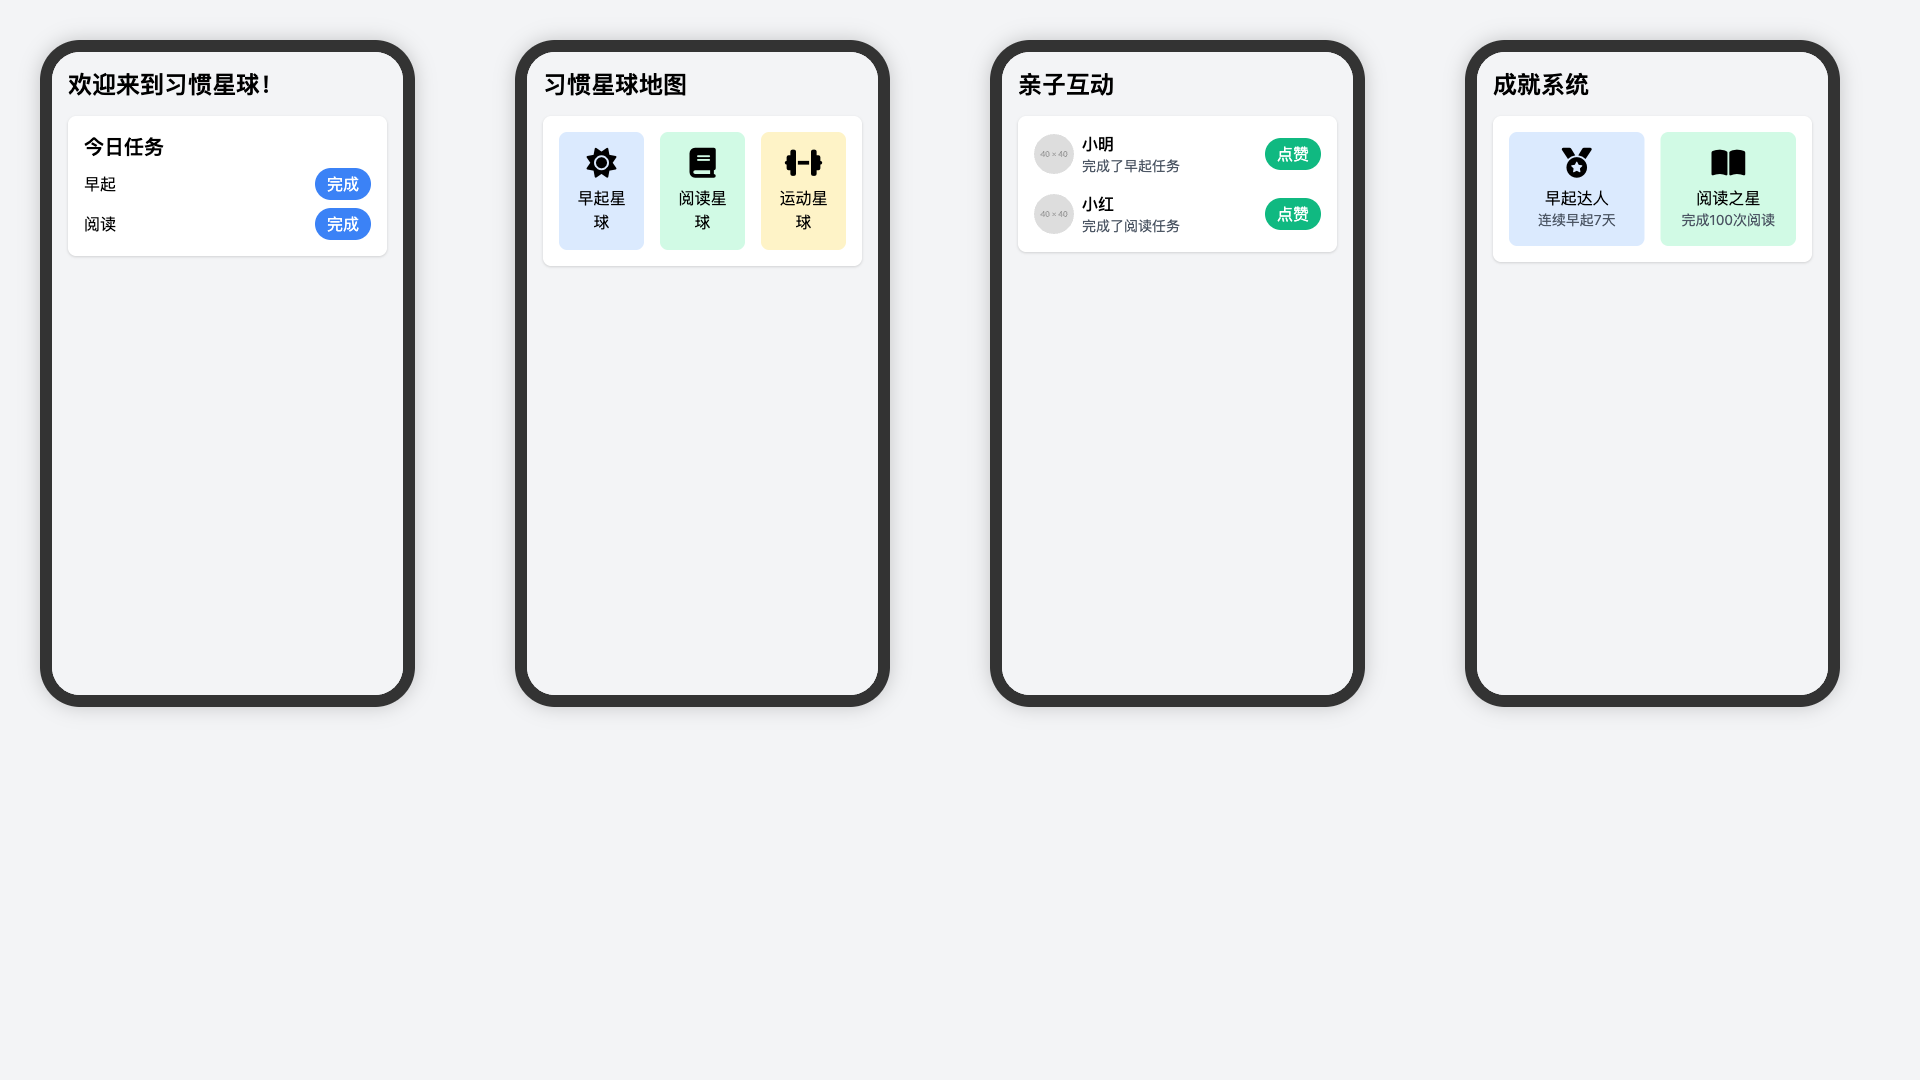 欢迎来到习惯星球！
今日任务
早起
完成
阅读
完成
习惯星球地图
早起星
球
阅读星
球
运动星
球
亲子互动
40 × 40
小明
完成了早起任务
点赞
40 × 40
小红
完成了阅读任务
点赞
成就系统
早起达人
连续早起7天
阅读之星
完成100次阅读